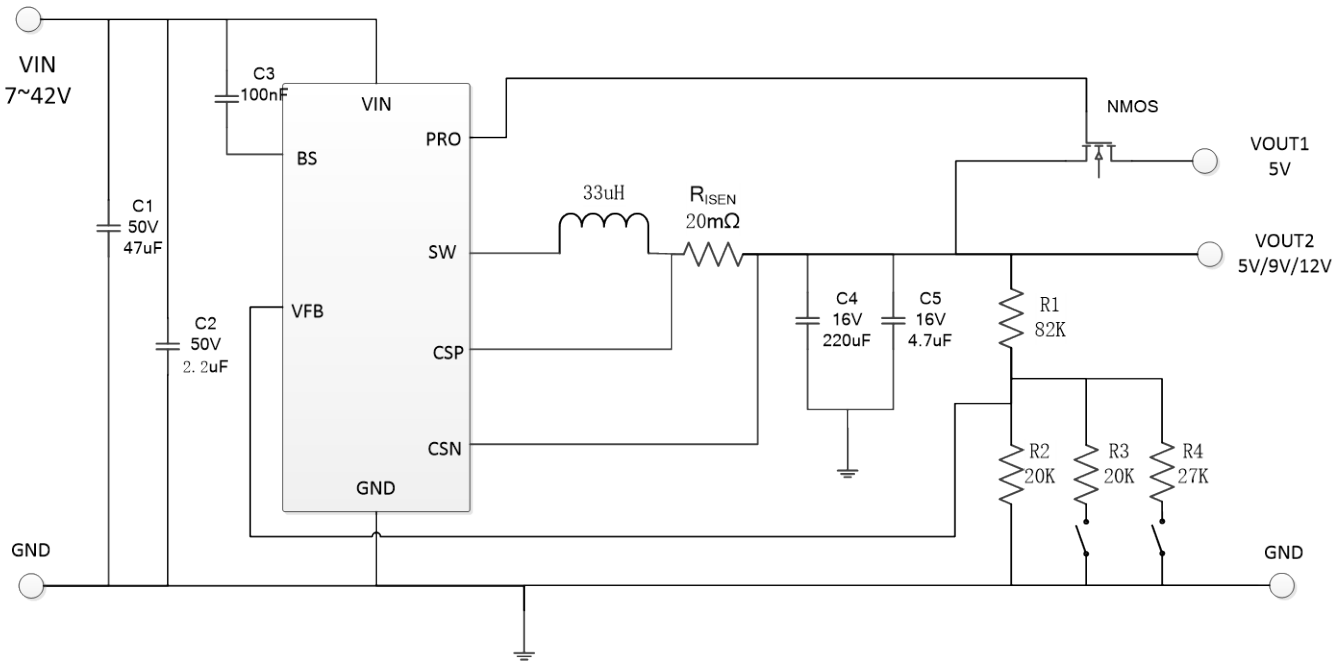 VIN
7~42V
C3
100nF
VIN
BS
PRO
NMOS
VOUT1
5V
C1
50V
47uF
33uH
RISEN
20mΩ
SW
VOUT2
5V/9V/12V
VFB
C2
50V
2.2uF
CSP
C4
16V
220uF
C5
16V
4.7uF
R1
82K
CSN
GND
R2
20K
R3
20K
R4
27K
GND
GND